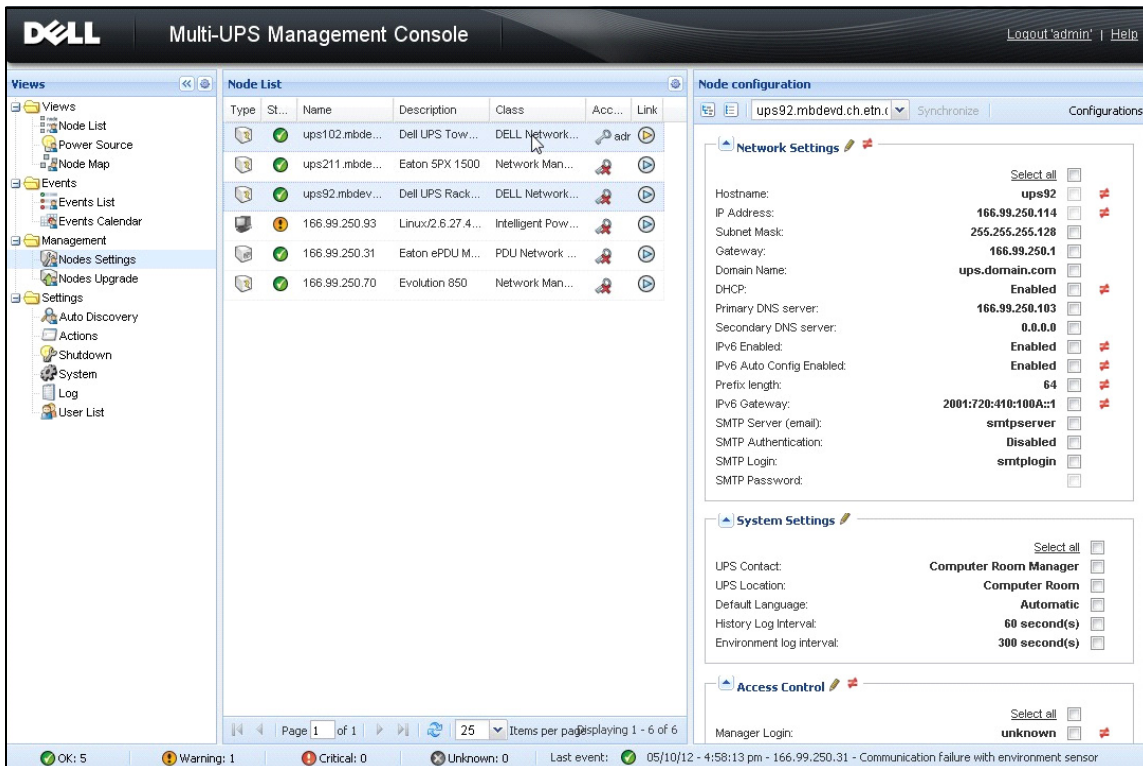 DELL
Multi-UPS Management Console
Logout 'admin' | Help
Views
Views
Node List
Power Source
Node Map
Events
Events List
Events Calendar
Management
Nodes Settings
Nodes Upgrade
Settings
Auto Discovery
Actions
Shutdown
System
Log
User List
Node List
Type St... Name Description Class Acc... Link
ups102.mbde... Dell UPS Tow... DELL Network... adr
ups211.mbde... Eaton 5PX 1500 Network Man...
ups92.mbdev... Dell UPS Rack... DELL Network...
166.99.250.93 Linux/2.6.27.4... Intelligent Pow...
166.99.250.31 Eaton ePDU M... PDU Network ...
166.99.250.70 Evolution 850 Network Man...
Page 1 of 1 25 Items per page Displaying 1 - 6 of 6
Node configuration
ups92.mbdevd.ch.etn.( Synchronize Configurations
Network Settings
Select all
Hostname: ups92
IP Address: 166.99.250.114
Subnet Mask: 255.255.255.128
Gateway: 166.99.250.1
Domain Name: ups.domain.com
DHCP: Enabled
Primary DNS server: 166.99.250.103
Secondary DNS server: 0.0.0.0
IPv6 Enabled: Enabled
IPv6 Auto Config Enabled: Enabled
Prefix length: 64
IPv6 Gateway: 2001:720:410:100A::1
SMTP Server (email): smtpserver
SMTP Authentication: Disabled
SMTP Login: smtplogin
SMTP Password:
System Settings
Select all
UPS Contact: Computer Room Manager
UPS Location: Computer Room
Default Language: Automatic
History Log Interval: 60 second(s)
Environment log interval: 300 second(s)
Access Control
Select all
Manager Login: unknown
OK: 5 Warning: 1 Critical: 0 Unknown: 0 Last event: 05/10/12 - 4:58:13 pm - 166.99.250.31 - Communication failure with environment sensor